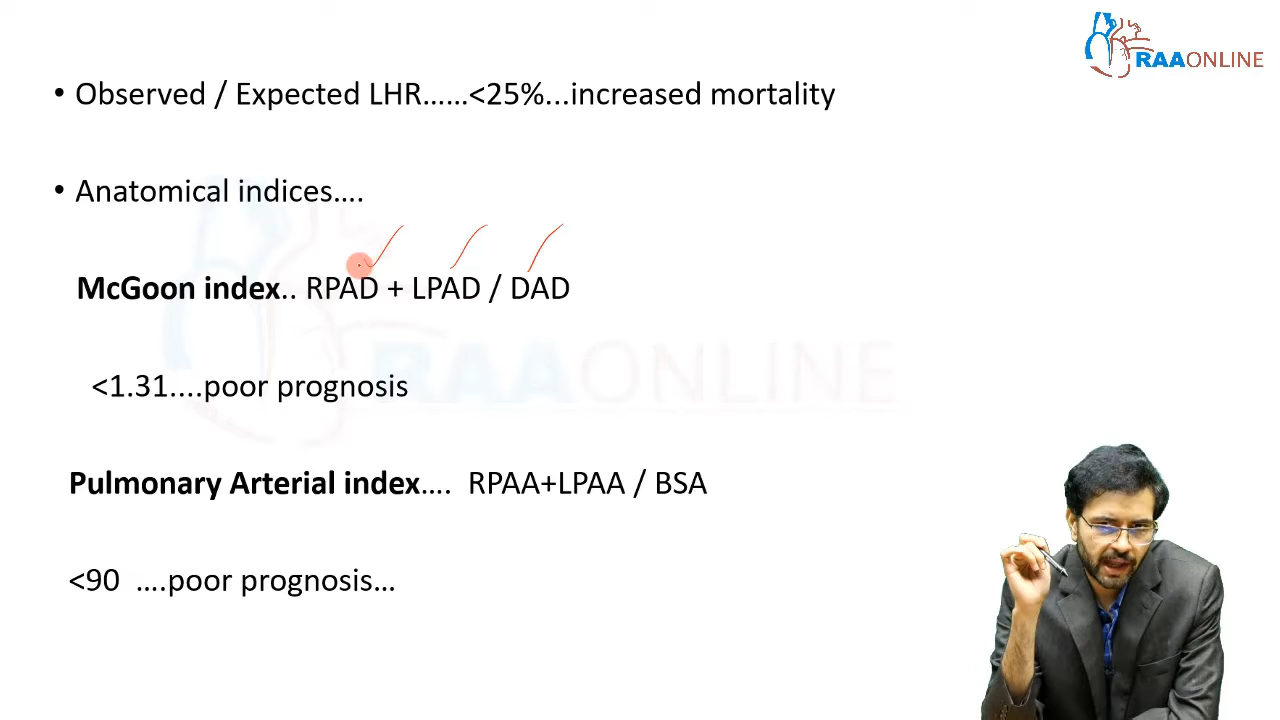 RAAONLINE
• Observed / Expected LHR……<25%...increased mortality
• Anatomical indices….
McGoon index.. RPAD + LPAD / DAD
RAAONLINE
<1.31....poor prognosis
Pulmonary Arterial index…. RPAA+LPAA / BSA
<90 ….poor prognosis…